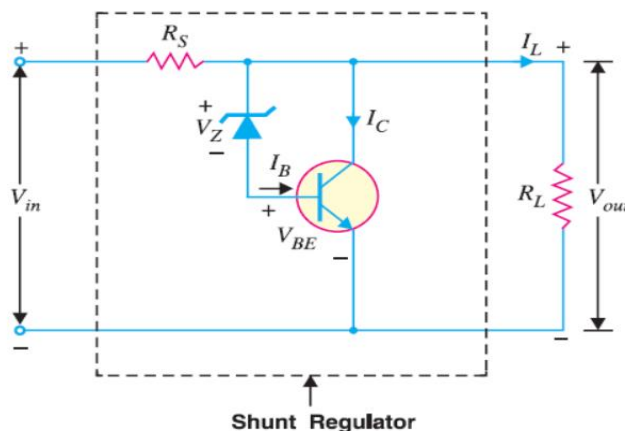 R_S
I_L
+
+
+
V_Z
−
I_C
I_B
+
V_BE
−
V_in
R_L
V_out
−
−
Shunt Regulator